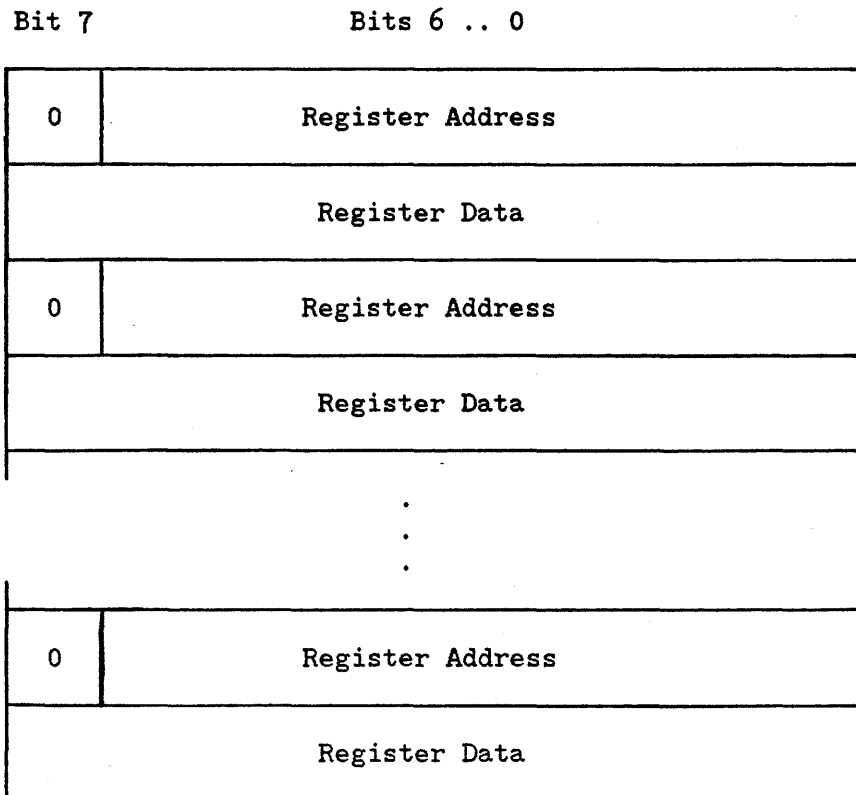 Bit 7 Bits 6 .. 0
0 Register Address
Register Data
0 Register Address
Register Data
.
.
.
0 Register Address
Register Data